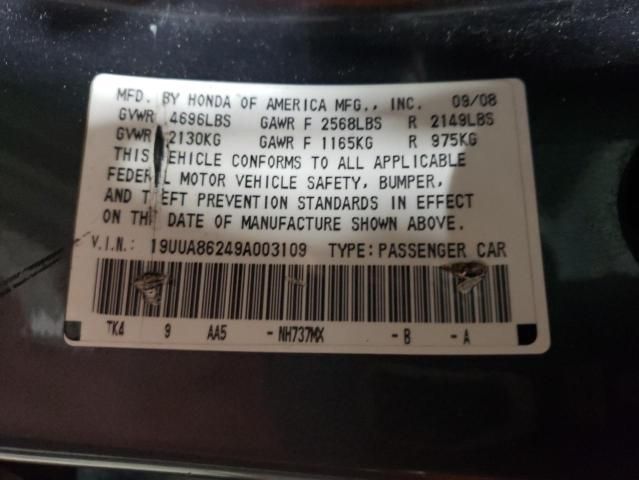 MFD. BY HONDA OF AMERICA MFG., INC. 09/08
GVWR 4696LBS GAWR F 2568LBS R 2149LBS
GVWR 2130KG GAWR F 1165KG R 975KG
THIS VEHICLE CONFORMS TO ALL APPLICABLE
FEDERAL MOTOR VEHICLE SAFETY, BUMPER,
AND THEFT PREVENTION STANDARDS IN EFFECT
ON THE DATE OF MANUFACTURE SHOWN ABOVE.
V.I.N.: 19UUA86249A003109 TYPE:PASSENGER CAR
TK4 9 AA5 -NH737MX -B -A